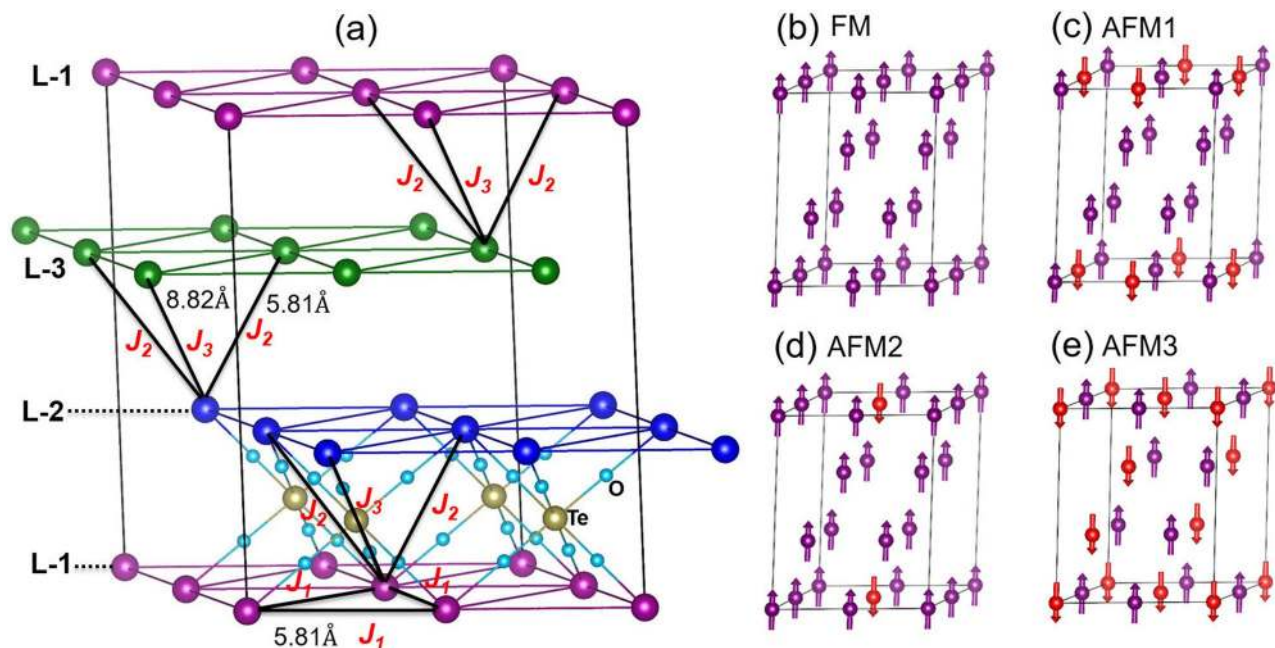 (a)
L-1
J2
J3
J2
L-3
8.82Å
5.81Å
J2
J3
J2
L-2
O
J2
J3
J2
Te
L-1
J1
J1
5.81Å
J1
(b) FM
(c) AFM1
(d) AFM2
(e) AFM3